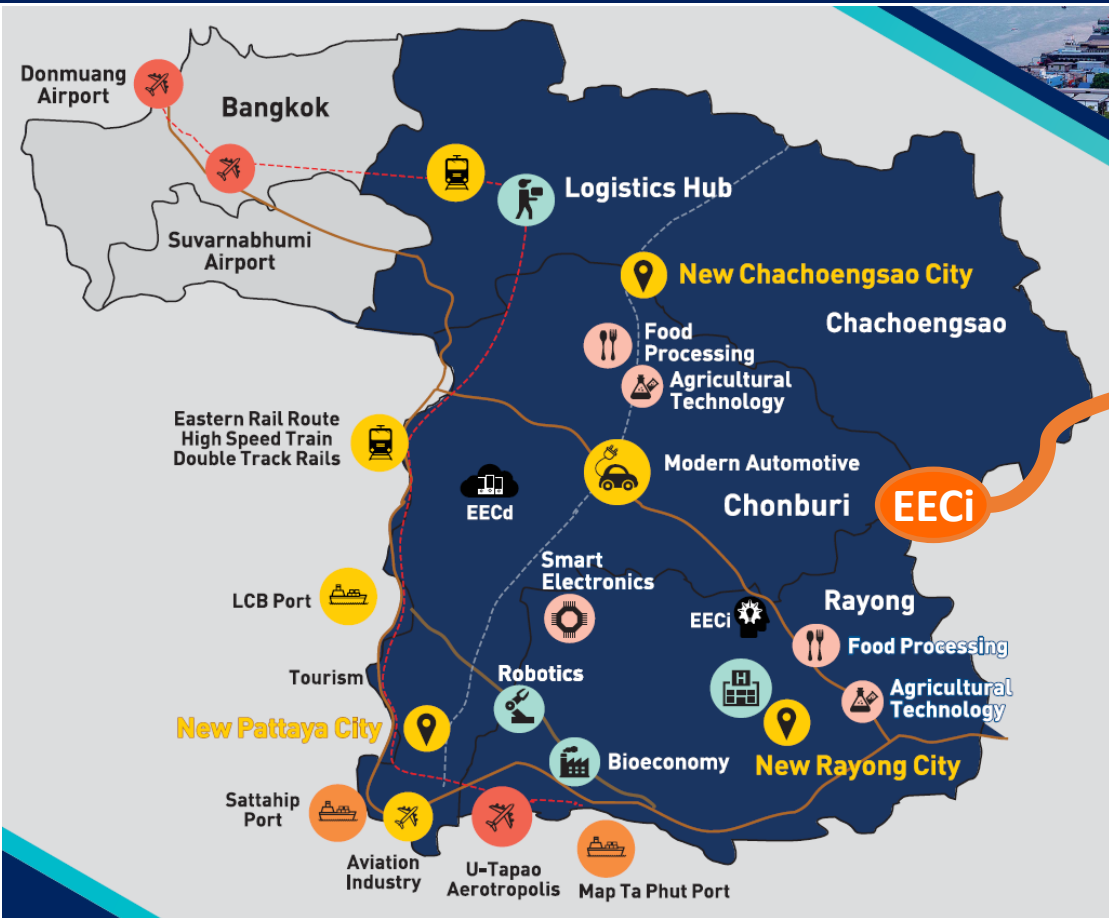 Donmuang
Airport
Bangkok
Logistics Hub
Suvarnabhumi
Airport
New Chachoengsao City
Chachoengsao
Food
Processing
Agricultural
Technology
Eastern Rail Route
High Speed Train
Double Track Rails
Modern Automotive
EECd
Chonburi
EECi
Smart
Electronics
LCB Port
EECi
Rayong
Food Processing
Tourism
Robotics
Agricultural
Technology
New Pattaya City
Bioeconomy
H
New Rayong City
Sattahip
Port
Aviation
Industry
U-Tapao
Aerotropolis
Map Ta Phut Port